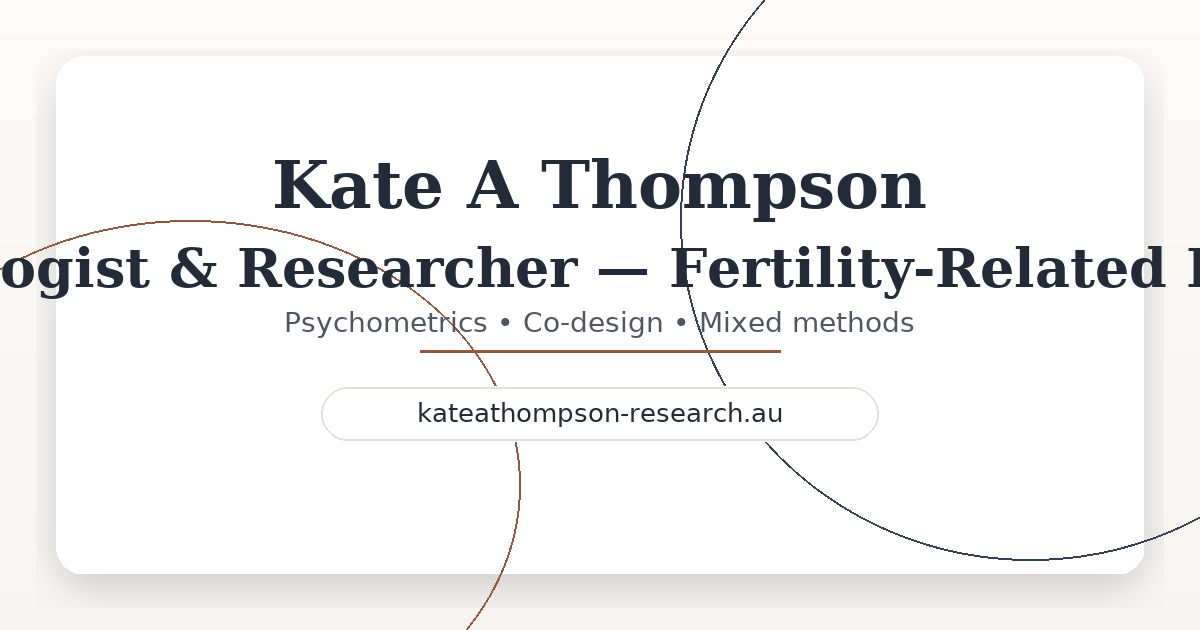 Kate A Thompson
ogist & Researcher — Fertility-Related
Psychometrics • Co-design • Mixed methods
kateathompson-research.au